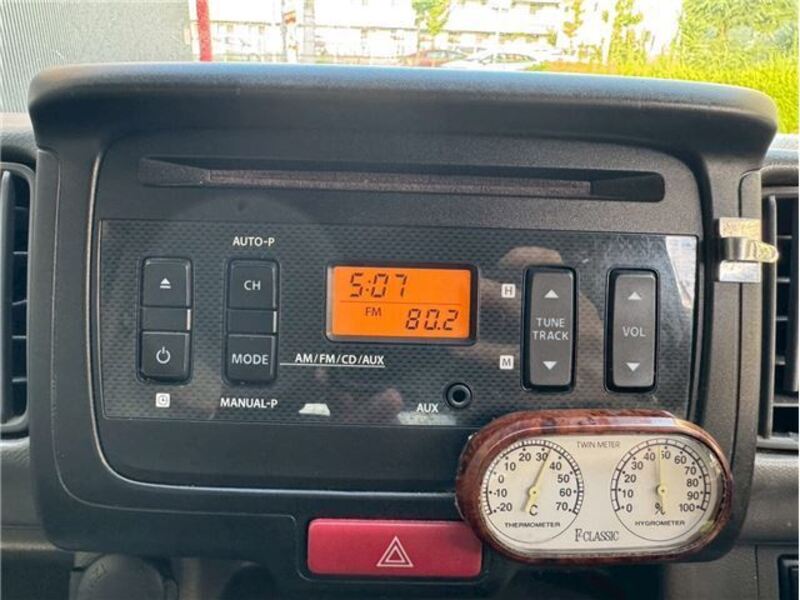 AUTO-P
CH
5:07
FM
80.2
H
TUNE
TRACK
VOL
MODE
AM/FM/CD/AUX
M
MANUAL-P
AUX
TWIN METER
-20 -10 0 10 20 30 40 50 60 70
°C
THERMOMETER
0 10 20 30 40 50 60 70 80 90 100
%
HYGROMETER
F-CLASSIC